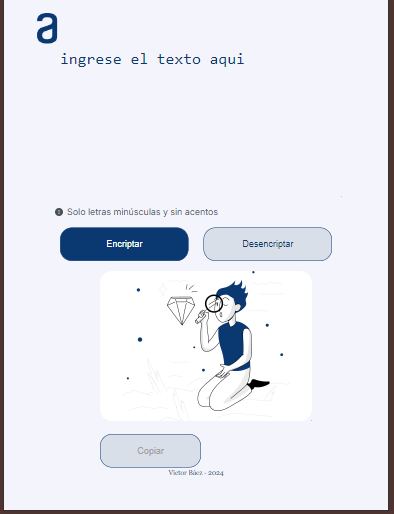 a
ingrese el texto aqui
Solo letras minúsculas y sin acentos
Encriptar
Desencriptar
Copiar
Victor Báez - 2024